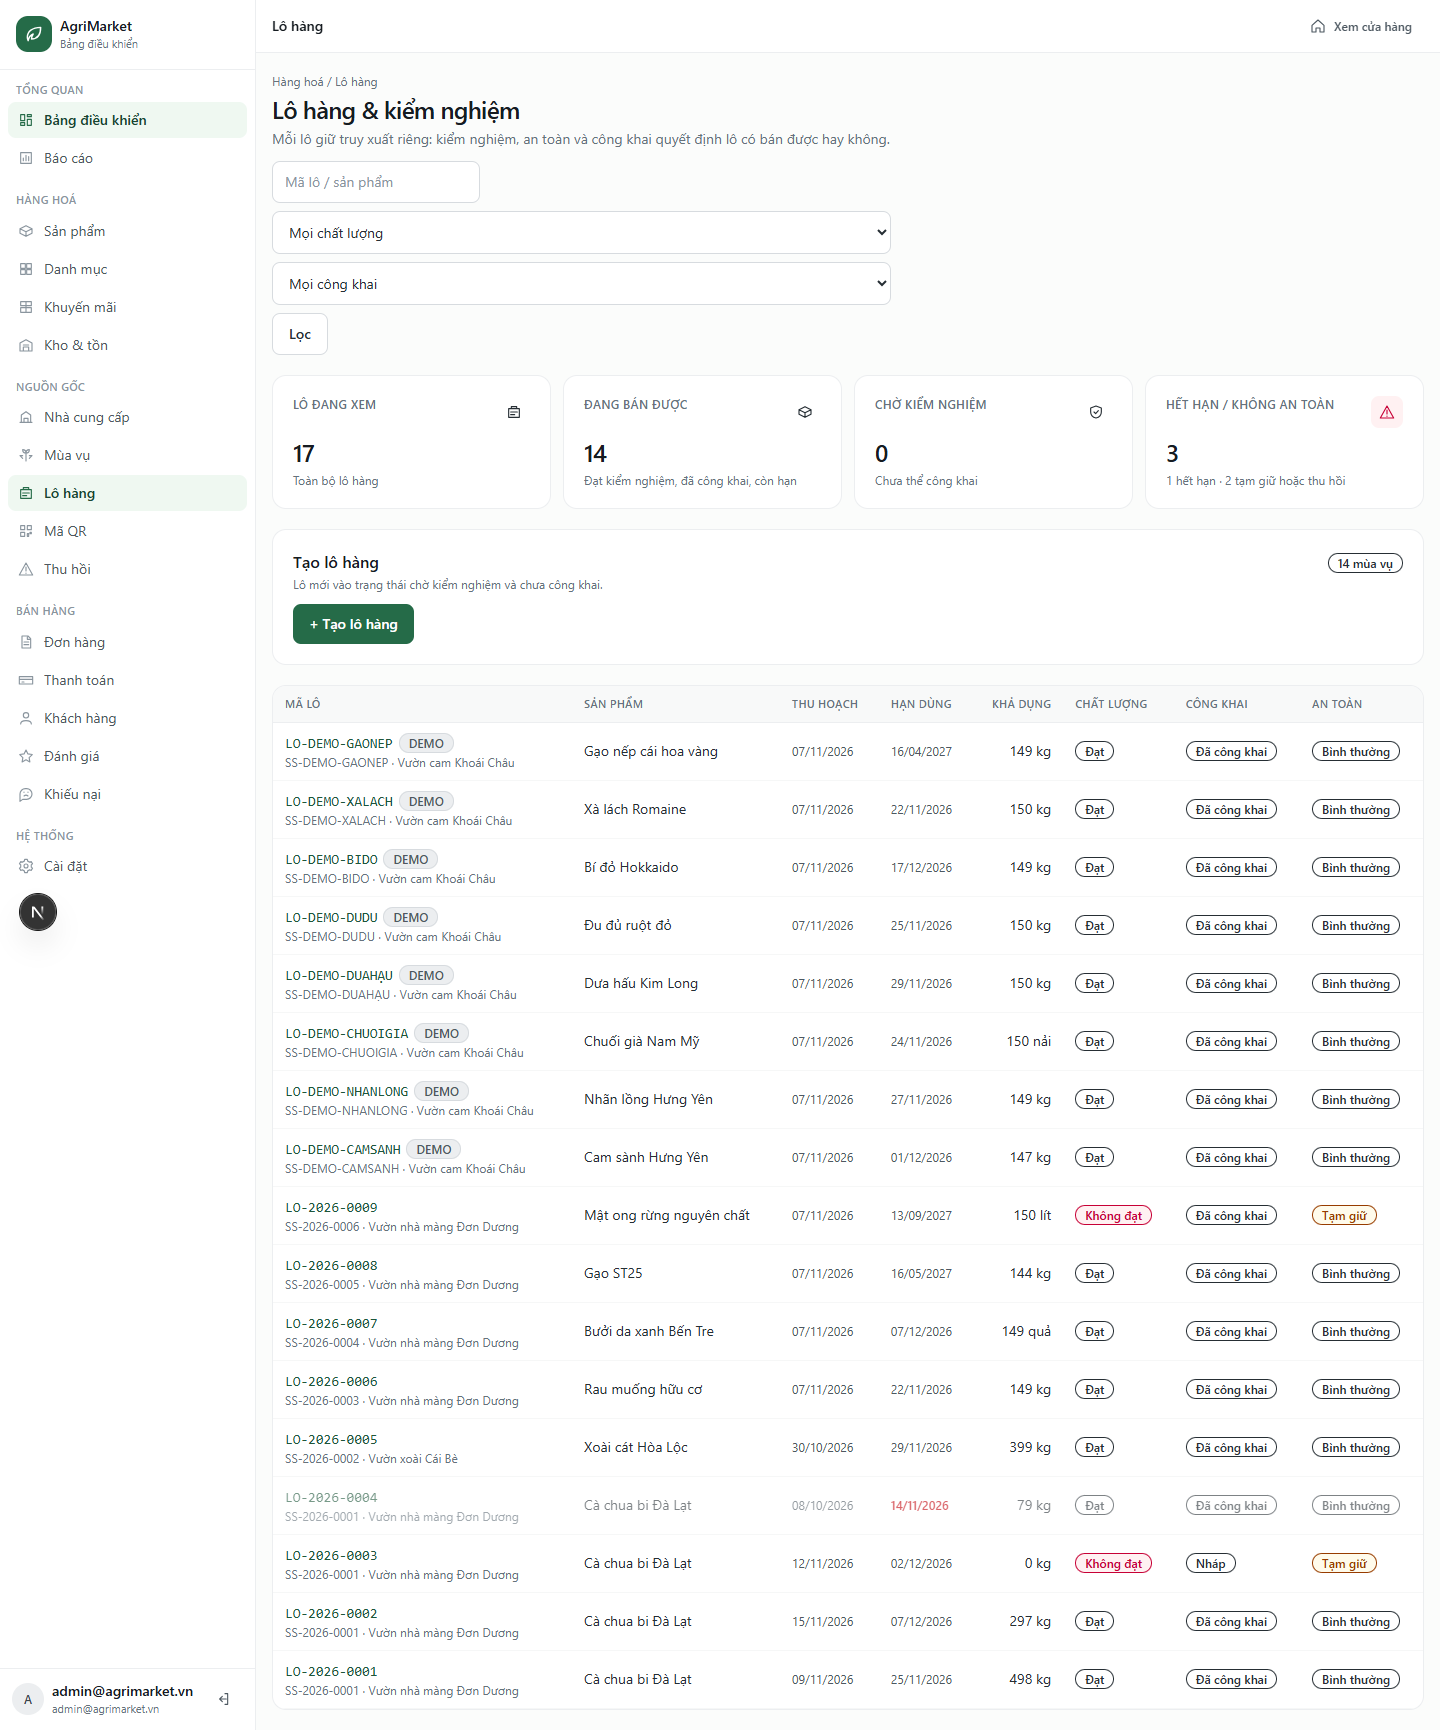 AgriMarket
Bảng điều khiển
TỔNG QUAN
Bảng điều khiển
Báo cáo
HÀNG HOÁ
Sản phẩm
Danh mục
Khuyến mãi
Kho & tồn
NGUỒN GỐC
Nhà cung cấp
Mùa vụ
Lô hàng
Mã QR
Thu hồi
BÁN HÀNG
Đơn hàng
Thanh toán
Khách hàng
Đánh giá
Khiếu nại
HỆ THỐNG
Cài đặt
N
A
admin@agrimarket.vn
admin@agrimarket.vn
Lô hàng
Xem cửa hàng
Hàng hoá / Lô hàng
Lô hàng & kiểm nghiệm
Mỗi lô giữ truy xuất riêng: kiểm nghiệm, an toàn và công khai quyết định lô có bán được hay không.
Mã lô / sản phẩm
Mọi chất lượng
Mọi công khai
Lọc
LÔ ĐANG XEM
17
Toàn bộ lô hàng
ĐANG BÁN ĐƯỢC
14
Đạt kiểm nghiệm, đã công khai, còn hạn
CHỜ KIỂM NGHIỆM
0
Chưa thể công khai
HẾT HẠN / KHÔNG AN TOÀN
3
1 hết hạn · 2 tạm giữ hoặc thu hồi
Tạo lô hàng
Lô mới vào trạng thái chờ kiểm nghiệm và chưa công khai.
14 mùa vụ
+ Tạo lô hàng
MÃ LÔ SẢN PHẨM THU HOẠCH HẠN DÙNG KHẢ DỤNG CHẤT LƯỢNG CÔNG KHAI AN TOÀN
LO-DEMO-GAONEP DEMO
SS-DEMO-GAONEP · Vườn cam Khoái Châu
Gạo nếp cái hoa vàng 07/11/2026 16/04/2027 149 kg Đạt Đã công khai Bình thường
LO-DEMO-XALACH DEMO
SS-DEMO-XALACH · Vườn cam Khoái Châu
Xà lách Romaine 07/11/2026 22/11/2026 150 kg Đạt Đã công khai Bình thường
LO-DEMO-BIDO DEMO
SS-DEMO-BIDO · Vườn cam Khoái Châu
Bí đỏ Hokkaido 07/11/2026 17/12/2026 149 kg Đạt Đã công khai Bình thường
LO-DEMO-DUDU DEMO
SS-DEMO-DUDU · Vườn cam Khoái Châu
Đu đủ ruột đỏ 07/11/2026 25/11/2026 150 kg Đạt Đã công khai Bình thường
LO-DEMO-DUAHẠU DEMO
SS-DEMO-DUAHẠU · Vườn cam Khoái Châu
Dưa hấu Kim Long 07/11/2026 29/11/2026 150 kg Đạt Đã công khai Bình thường
LO-DEMO-CHUOIGIA DEMO
SS-DEMO-CHUOIGIA · Vườn cam Khoái Châu
Chuối già Nam Mỹ 07/11/2026 24/11/2026 150 nải Đạt Đã công khai Bình thường
LO-DEMO-NHANLONG DEMO
SS-DEMO-NHANLONG · Vườn cam Khoái Châu
Nhãn lồng Hưng Yên 07/11/2026 27/11/2026 149 kg Đạt Đã công khai Bình thường
LO-DEMO-CAMSANH DEMO
SS-DEMO-CAMSANH · Vườn cam Khoái Châu
Cam sành Hưng Yên 07/11/2026 01/12/2026 147 kg Đạt Đã công khai Bình thường
LO-2026-0009
SS-2026-0006 · Vườn nhà màng Đơn Dương
Mật ong rừng nguyên chất 07/11/2026 13/09/2027 150 lít Không đạt Đã công khai Tạm giữ
LO-2026-0008
SS-2026-0005 · Vườn nhà màng Đơn Dương
Gạo ST25 07/11/2026 16/05/2027 144 kg Đạt Đã công khai Bình thường
LO-2026-0007
SS-2026-0004 · Vườn nhà màng Đơn Dương
Bưởi da xanh Bến Tre 07/11/2026 07/12/2026 149 quả Đạt Đã công khai Bình thường
LO-2026-0006
SS-2026-0003 · Vườn nhà màng Đơn Dương
Rau muống hữu cơ 07/11/2026 22/11/2026 149 kg Đạt Đã công khai Bình thường
LO-2026-0005
SS-2026-0002 · Vườn xoài Cái Bè
Xoài cát Hòa Lộc 30/10/2026 29/11/2026 399 kg Đạt Đã công khai Bình thường
LO-2026-0004
SS-2026-0001 · Vườn nhà màng Đơn Dương
Cà chua bi Đà Lạt 08/10/2026 14/11/2026 79 kg Đạt Đã công khai Bình thường
LO-2026-0003
SS-2026-0001 · Vườn nhà màng Đơn Dương
Cà chua bi Đà Lạt 12/11/2026 02/12/2026 0 kg Không đạt Nháp Tạm giữ
LO-2026-0002
SS-2026-0001 · Vườn nhà màng Đơn Dương
Cà chua bi Đà Lạt 15/11/2026 07/12/2026 297 kg Đạt Đã công khai Bình thường
LO-2026-0001
SS-2026-0001 · Vườn nhà màng Đơn Dương
Cà chua bi Đà Lạt 09/11/2026 25/11/2026 498 kg Đạt Đã công khai Bình thường